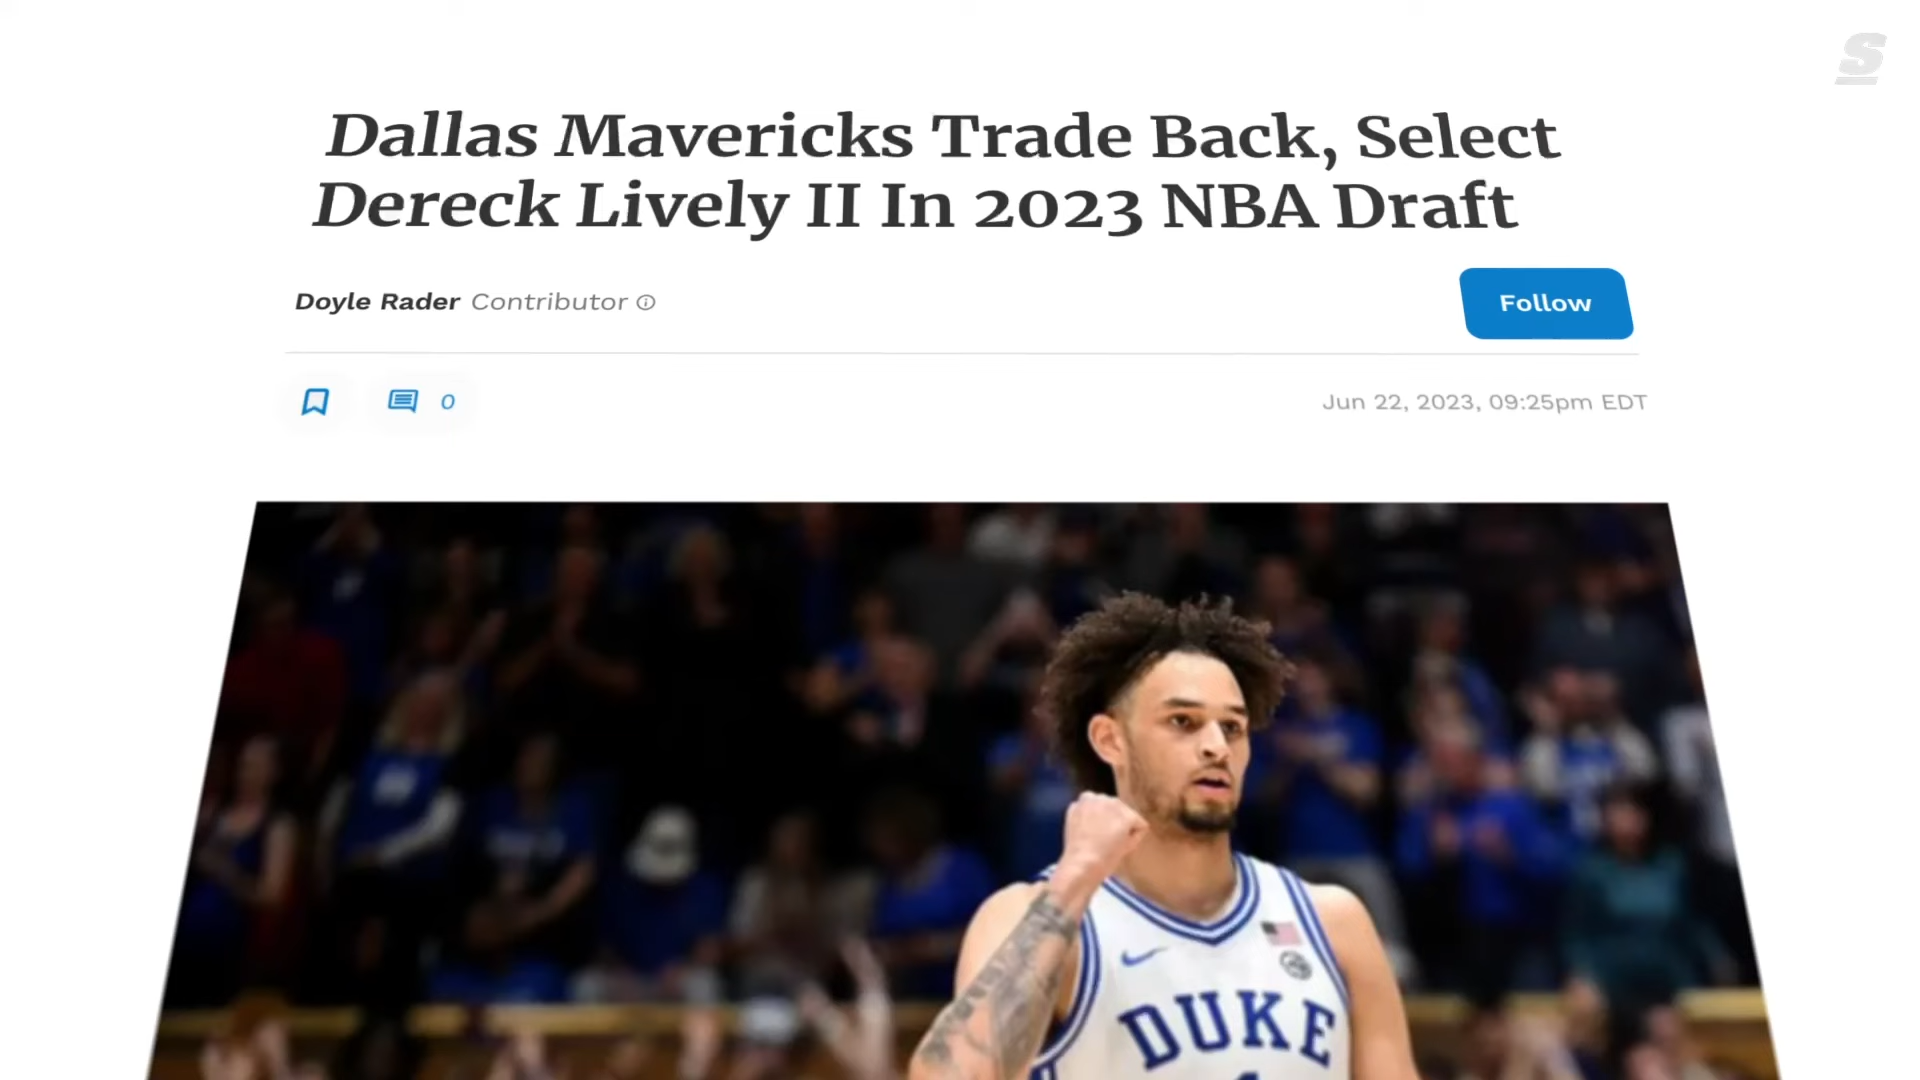 S
Dallas Mavericks Trade Back, Select
Dereck Lively II In 2023 NBA Draft
Doyle Rader Contributor
Follow
0
Jun 22, 2023, 09:25pm EDT
DUKE